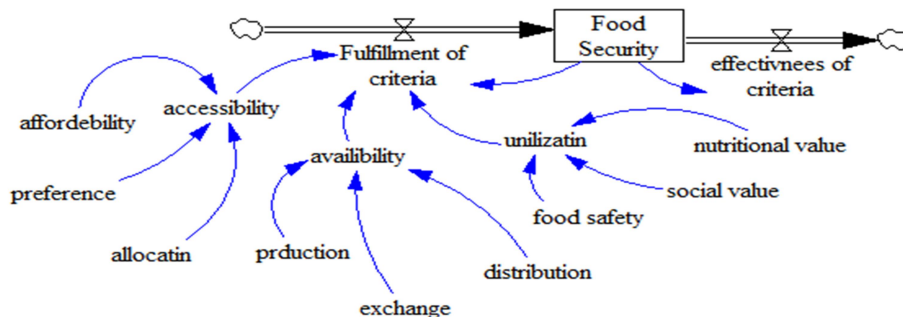 Food
Security
Fulfillment of
criteria
effectivnees of
criteria
accessibility
affordebility
unilizatin
nutritional value
availibility
preference
social value
food safety
allocatin
prduction
distribution
exchange